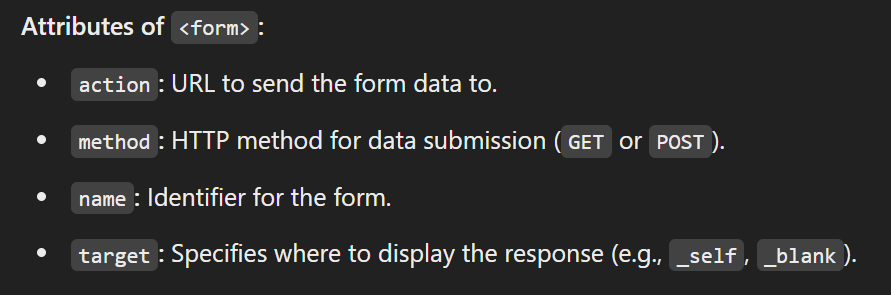 Attributes of <form>:
action: URL to send the form data to.
method: HTTP method for data submission (GET or POST).
name: Identifier for the form.
target: Specifies where to display the response (e.g., _self, _blank).